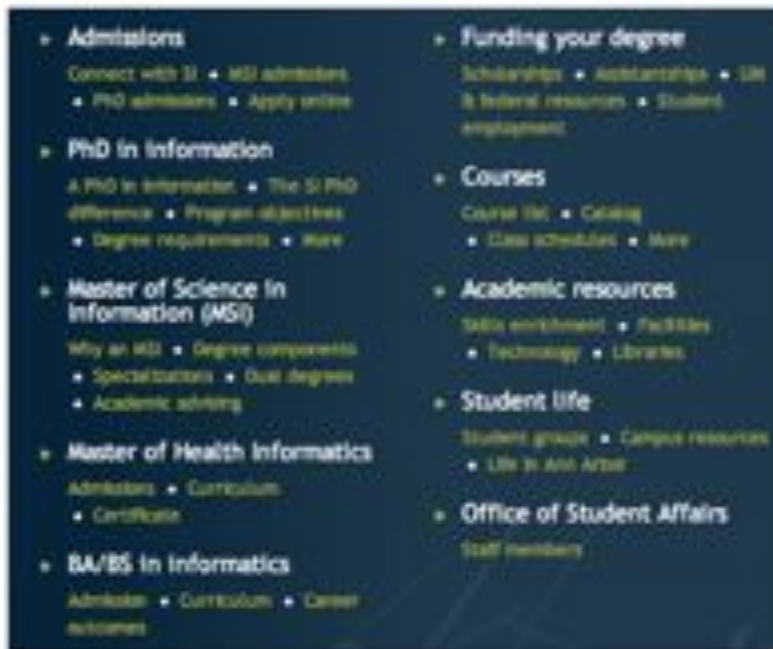 Admissions
Connect with SI • MSI admissions
• PhD admissions • Apply online
PhD in Information
A PhD in Information • The SI PhD
difference • Program objectives
• Degree requirements • More
Master of Science in
Information (MSI)
Why an MSI • Degree components
• Specializations • Dual degrees
• Academic advising
Master of Health Informatics
Admissions • Curriculum
• Certificate
BA/BS in Informatics
Admission • Curriculum • Career
outcomes
Funding your degree
Scholarships • Assistantships • UM
& federal resources • Student
employment
Courses
Course list • Catalog
• Class schedules • More
Academic resources
Skills enrichment • Facilities
• Technology • Libraries
Student life
Student groups • Campus resources
• Life in Ann Arbor
Office of Student Affairs
Staff members